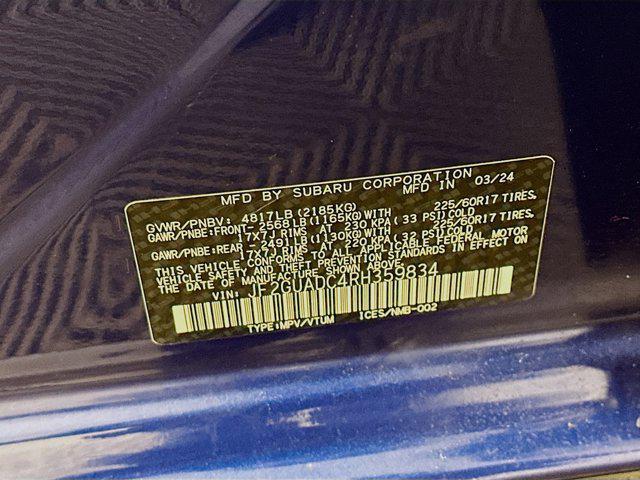 MFD BY SUBARU CORPORATION
MFD IN 03/24
GVWR/PNBV: 4817LB (2185KG)
GAWR/PNBE:FRONT- 2568LB (1165KG)WITH 225/60R17 TIRES,
17X7J RIMS AT 230 KPA ( 33 PSI)COLD
GAWR/PNBE:REAR - 2491LB (1130KG)WITH 225/60R17 TIRES,
17X7J RIMS AT 220 KPA ( 32 PSI)COLD
THIS VEHICLE CONFORMS TO ALL APPLICABLE FEDERAL MOTOR
VEHICLE SAFETY AND THEFT PREVENTION STANDARDS IN EFFECT ON
THE DATE OF MANUFACTURE SHOWN ABOVE.
VIN: JF2GUADC4RH359834
TYPE:MPV/VTUM ICES/NMB-002